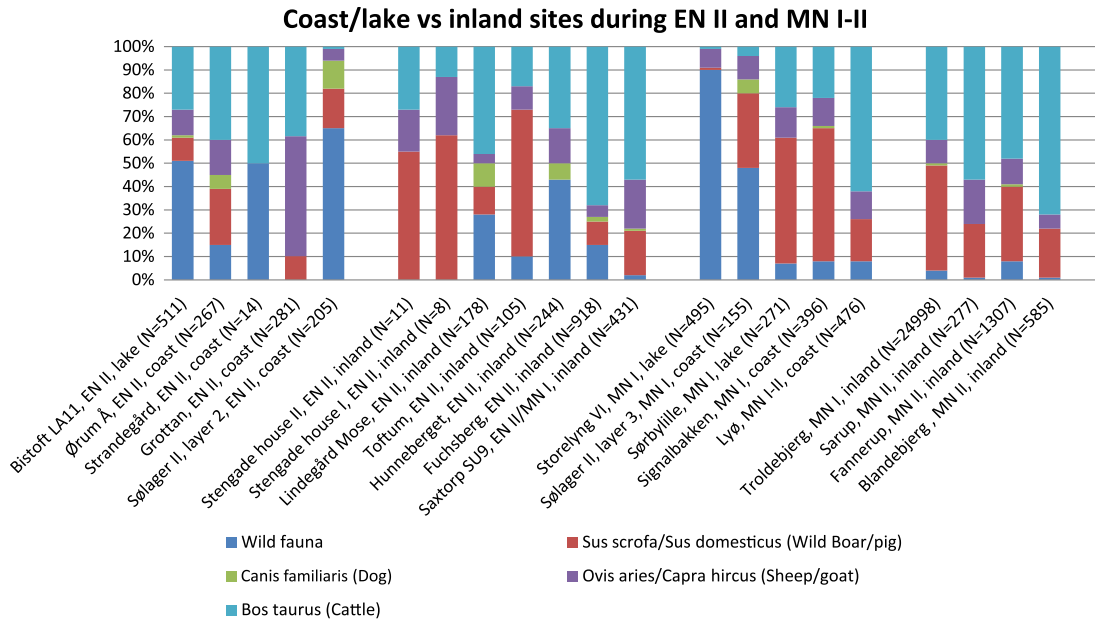 Coast/lake vs inland sites during EN II and MN I-II
100%
90%
80%
70%
60%
50%
40%
30%
20%
10%
0%
Bistoft LA11, EN II, lake (N=511)
Ørum Å, EN II, coast (N=267)
Strandegård, EN II, coast (N=14)
Grottan, EN II, coast (N=281)
Sølager II, layer 2, EN II, coast (N=205)
Stengade house II, EN II, inland (N=11)
Stengade house I, EN II, inland (N=8)
Lindegård Mose, EN II, inland (N=178)
Toftum, EN II, inland (N=105)
Hunneberget, EN II, inland (N=244)
Fuchsberg, EN II, inland (N=918)
Saxtorp SU9, EN II/MN I, inland (N=431)
Storelyng VI, MN I, lake (N=495)
Sølager II, layer 3, MN I, coast (N=155)
Sørbylille, MN I, lake (N=271)
Signalbakken, MN I, coast (N=396)
Lyø, MN I-II, coast (N=476)
Troldebjerg, MN I, inland (N=24998)
Sarup, MN II, inland (N=277)
Fannerup, MN II, inland (N=1307)
Blandebjerg , MN II, inland (N=585)
Wild fauna
Sus scrofa/Sus domesticus (Wild Boar/pig)
Canis familiaris (Dog)
Ovis aries/Capra hircus (Sheep/goat)
Bos taurus (Cattle)